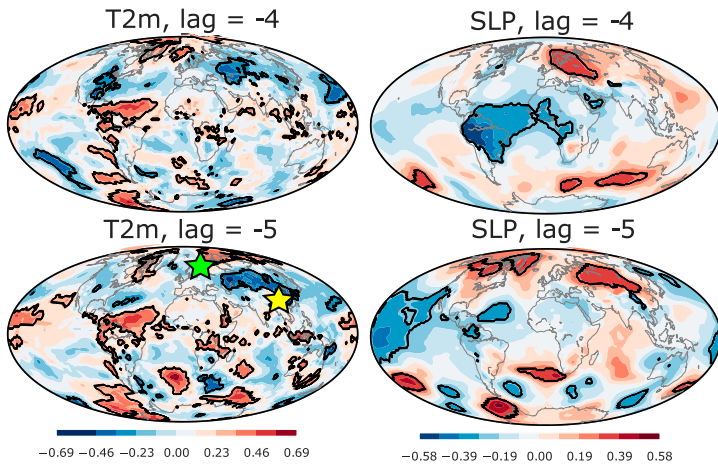 T2m, lag = -4
SLP, lag = -4
T2m, lag = -5
SLP, lag = -5
−0.69 −0.46 −0.23 0.00 0.23 0.46 0.69
−0.58 −0.39 −0.19 0.00 0.19 0.39 0.58